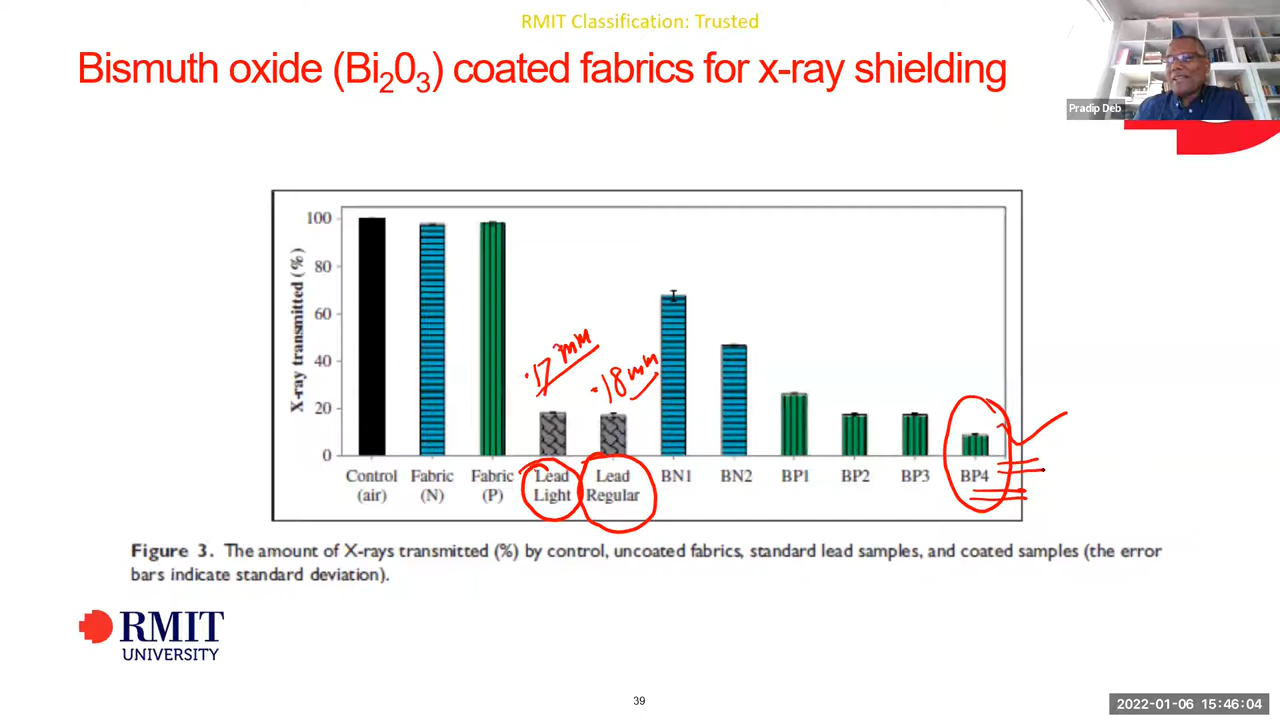 RMIT Classification: Trusted
Bismuth oxide (Bi203) coated fabrics for x-ray shielding
Pradip Deb
X-ray transmitted (%)
100
80
60
40
20
0
.17 mm
.18 mm
Control (air)
Fabric (N)
Fabric (P)
Lead Light
Lead Regular
BN1
BN2
BP1
BP2
BP3
BP4
Figure 3. The amount of X-rays transmitted (%) by control, uncoated fabrics, standard lead samples, and coated samples (the error
bars indicate standard deviation).
RMIT
UNIVERSITY
39
2022-01-06 15:46:04